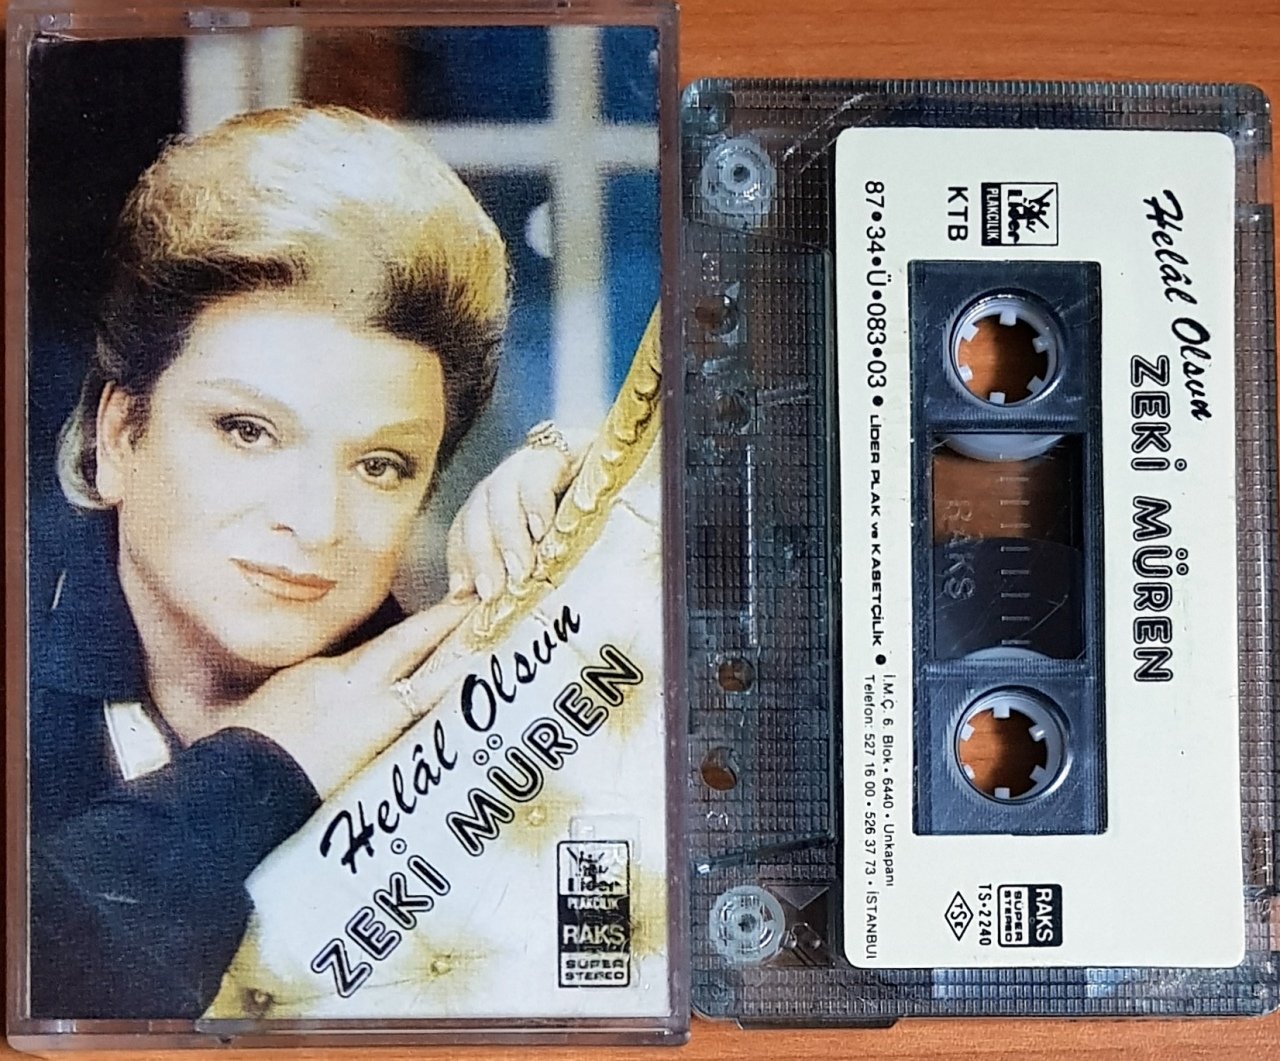 Helâl Olsun
ZEKİ MÜREN
Lider
PLAKÇILIK
RAKS
SÜPER
STEREO
Helâl Olsun
ZEKİ MÜREN
Lider
PLAKÇILIK
KTB
87•34•Ü•083•03 • LİDER PLAK ve KASETÇİLİK •
İ.M.Ç. 6. Blok • 6440 • Unkapanı
Telefon: 527 16 00 • 526 37 73 • İSTANBUL
RAKS
RAKS
SÜPER
STEREO
TS•2240
TSE